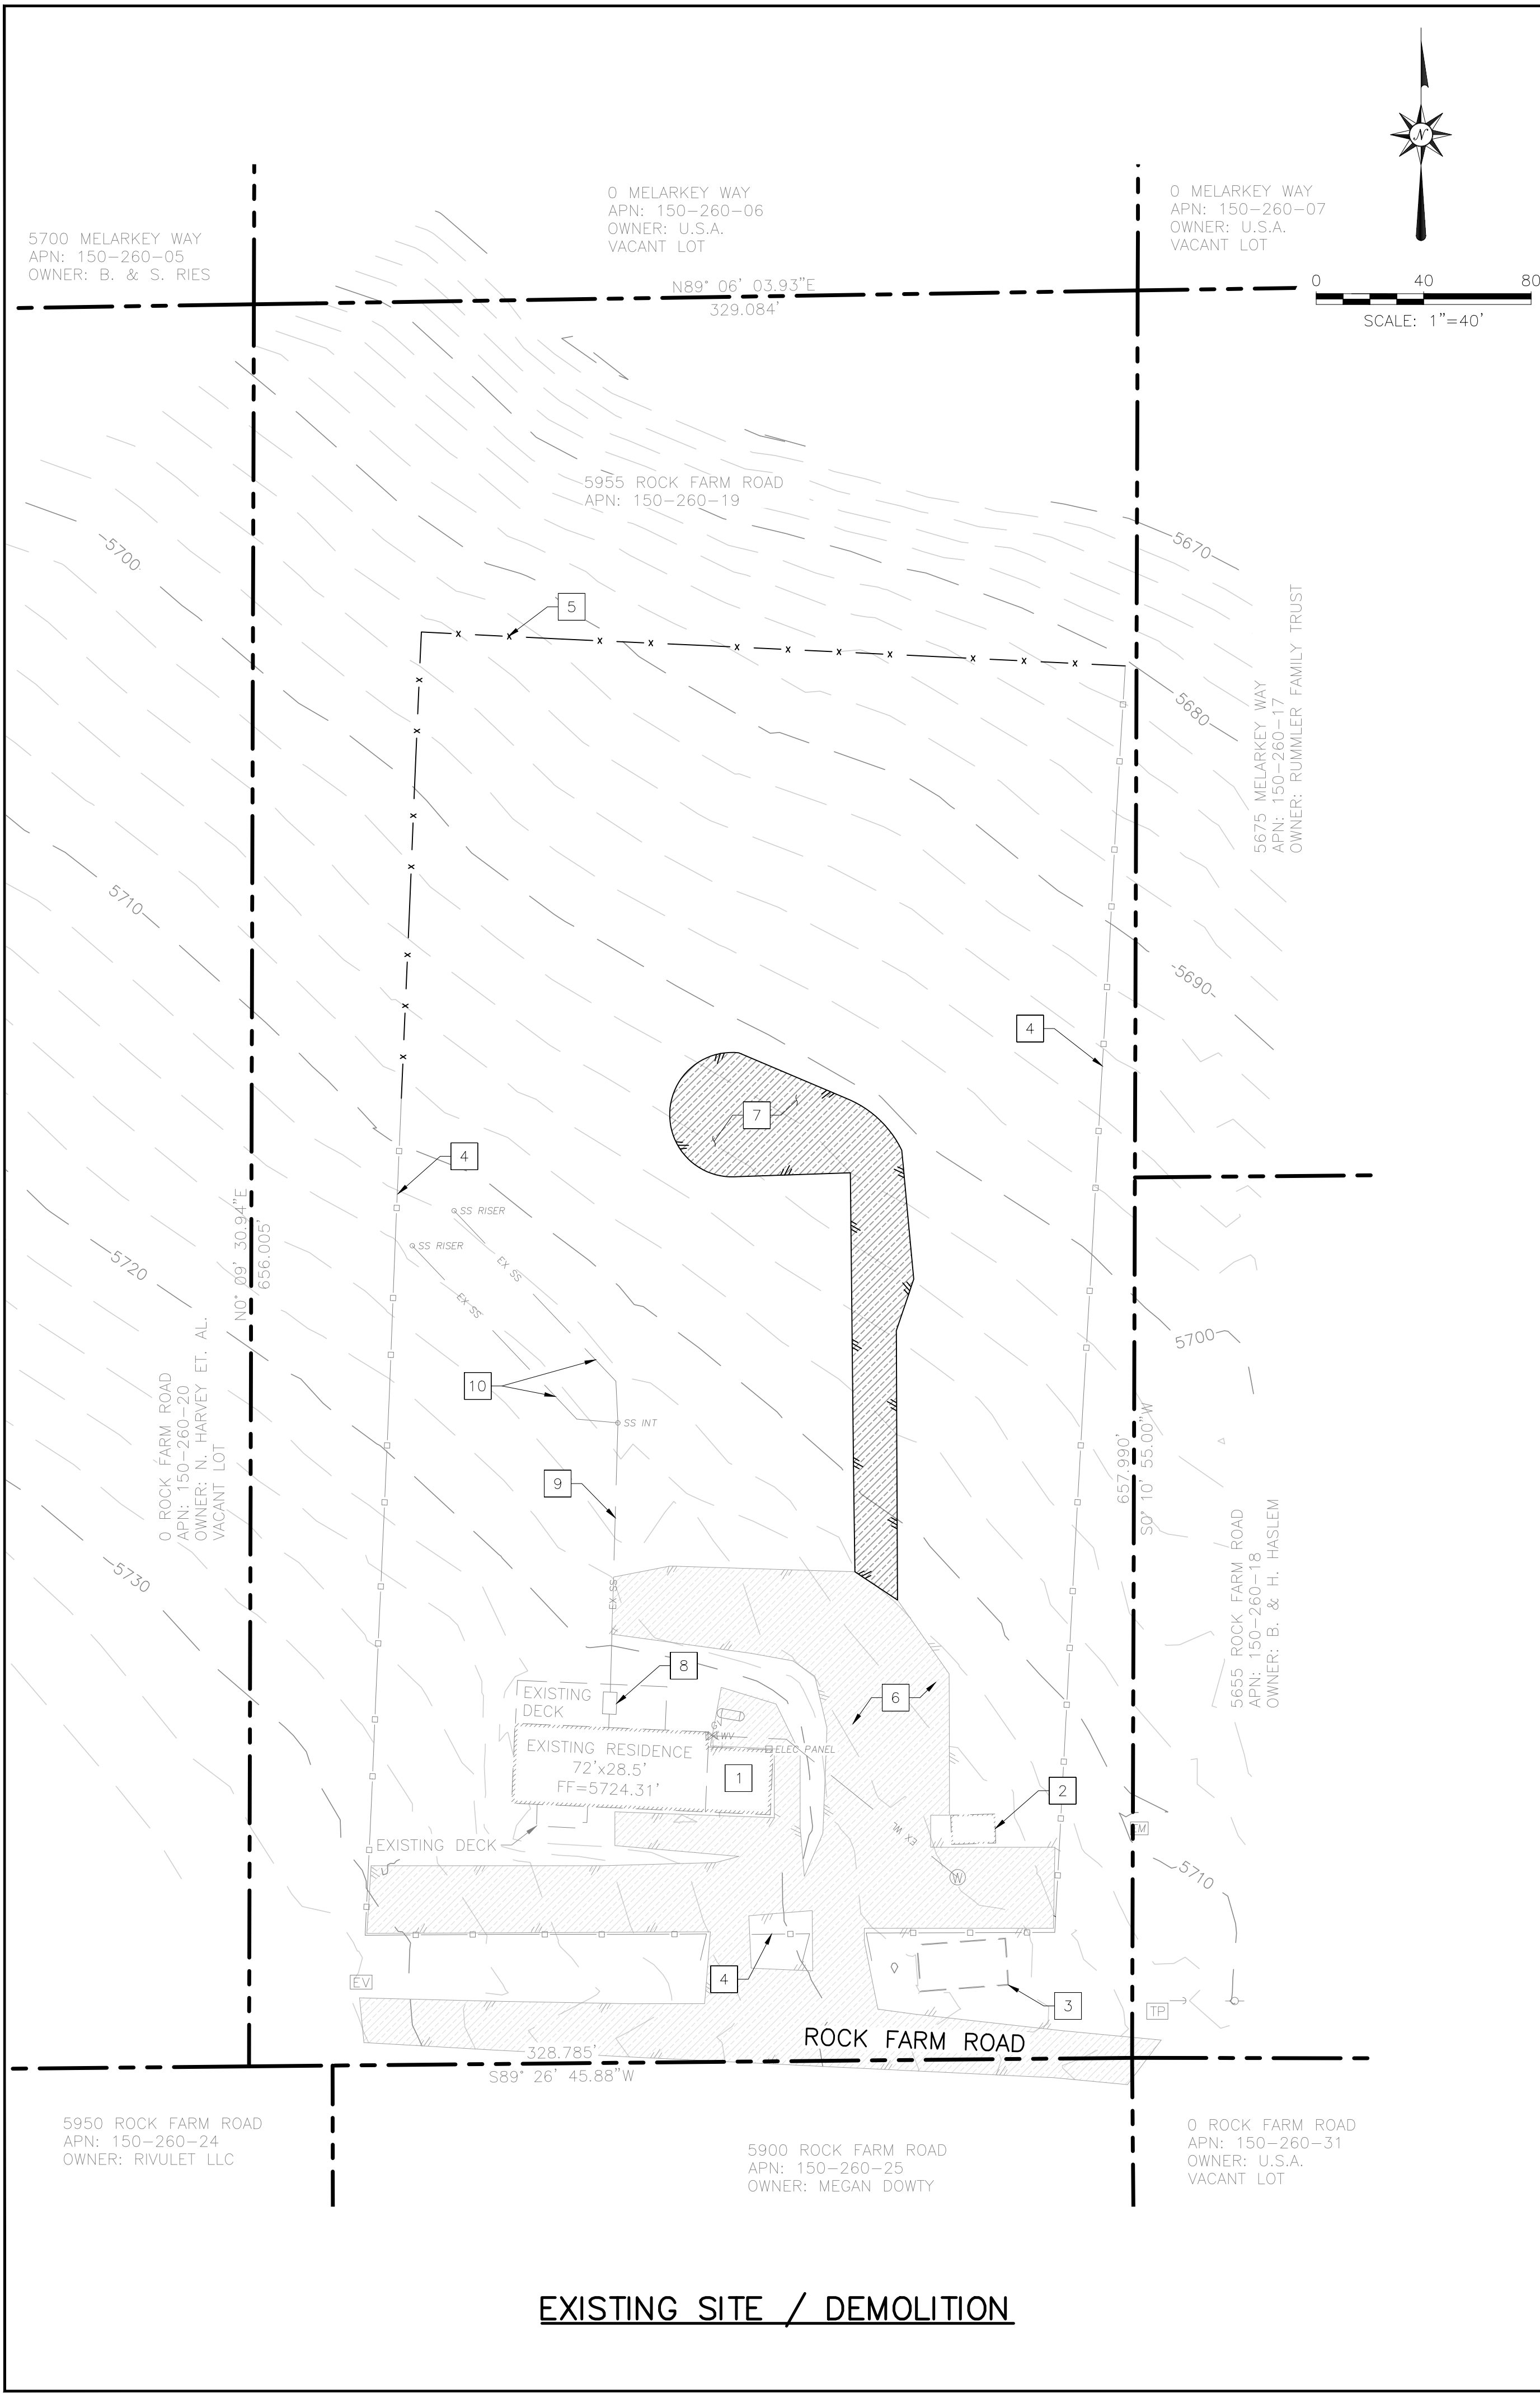 N
0 40 80
SCALE: 1"=40'
5700 MELARKEY WAY
APN: 150-260-05
OWNER: B. & S. RIES
0 MELARKEY WAY
APN: 150-260-06
OWNER: U.S.A.
VACANT LOT
0 MELARKEY WAY
APN: 150-260-07
OWNER: U.S.A.
VACANT LOT
N89° 06' 03.93"E
329.084'
5955 ROCK FARM ROAD
APN: 150-260-19
5700
5670
5
5680
5675 MELARKEY WAY
APN: 150-260-17
OWNER: RUMMLER FAMILY TRUST
5710
5690
4
7
4
SS RISER
SS RISER
EX SS
EX SS
N0° 09' 30.94"E
656.005'
5720
5700
0 ROCK FARM ROAD
APN: 150-260-20
OWNER: N. HARVEY ET. AL.
VACANT LOT
10
SS INT
9
657.990'
S0° 10' 55.00"W
5655 ROCK FARM ROAD
APN: 150-260-18
OWNER: B. & H. HASLEM
5730
EX SS
8
6
EXISTING
DECK
G
WV
ELEC PANEL
EXISTING RESIDENCE
72'x28.5'
FF=5724.31'
1
2
EXISTING DECK
EX WL
W
EM
5710
EV
4
3
TP
ROCK FARM ROAD
328.785'
S89° 26' 45.88"W
5950 ROCK FARM ROAD
APN: 150-260-24
OWNER: RIVULET LLC
5900 ROCK FARM ROAD
APN: 150-260-25
OWNER: MEGAN DOWTY
0 ROCK FARM ROAD
APN: 150-260-31
OWNER: U.S.A.
VACANT LOT
EXISTING SITE / DEMOLITION